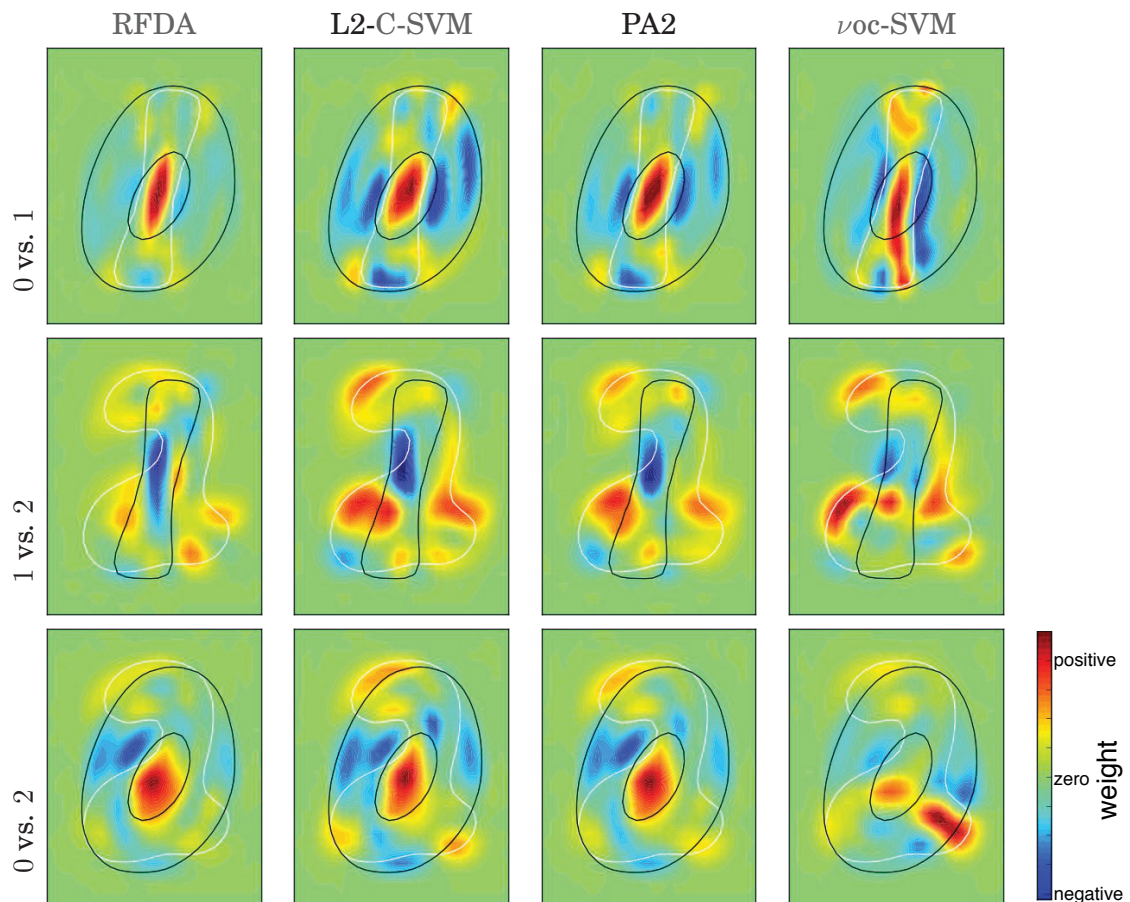 RFDA L2-C-SVM PA2 νoc-SVM
0 vs. 1
1 vs. 2
0 vs. 2
positive
zero
negative
weight